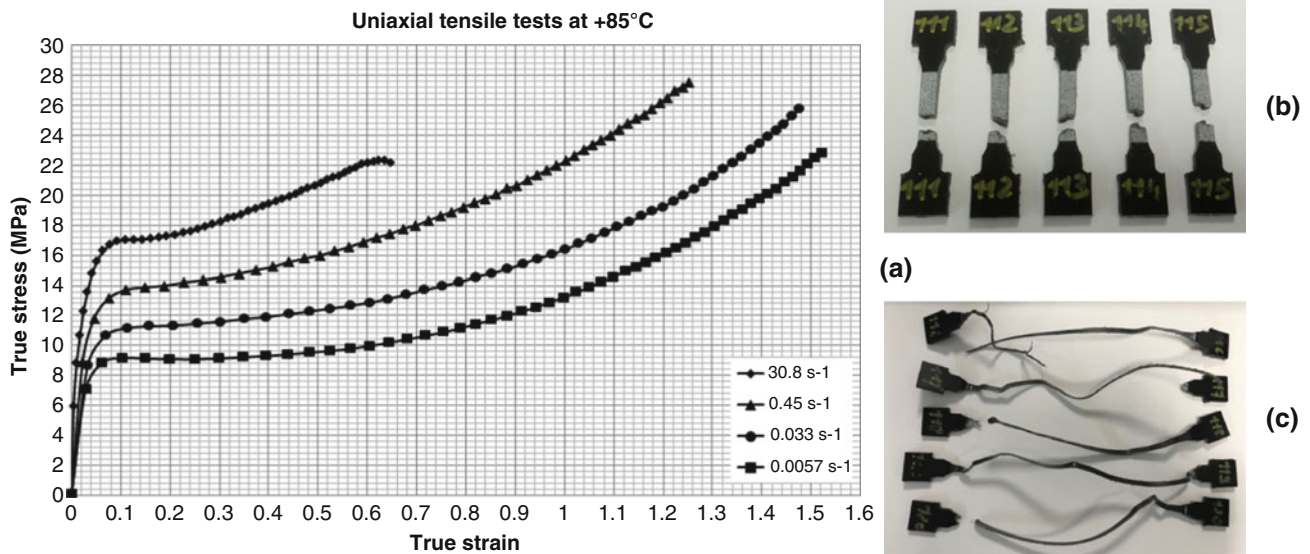 Uniaxial tensile tests at +85°C
True stress (MPa)
30
28
26
24
22
20
18
16
14
12
10
8
6
4
2
0
0 0.1 0.2 0.3 0.4 0.5 0.6 0.7 0.8 0.9 1 1.1 1.2 1.3 1.4 1.5 1.6
True strain
30.8 s-1
0.45 s-1
0.033 s-1
0.0057 s-1
(a)
111 112 113 114 115
111 112 113 114 115
(b)
(c)